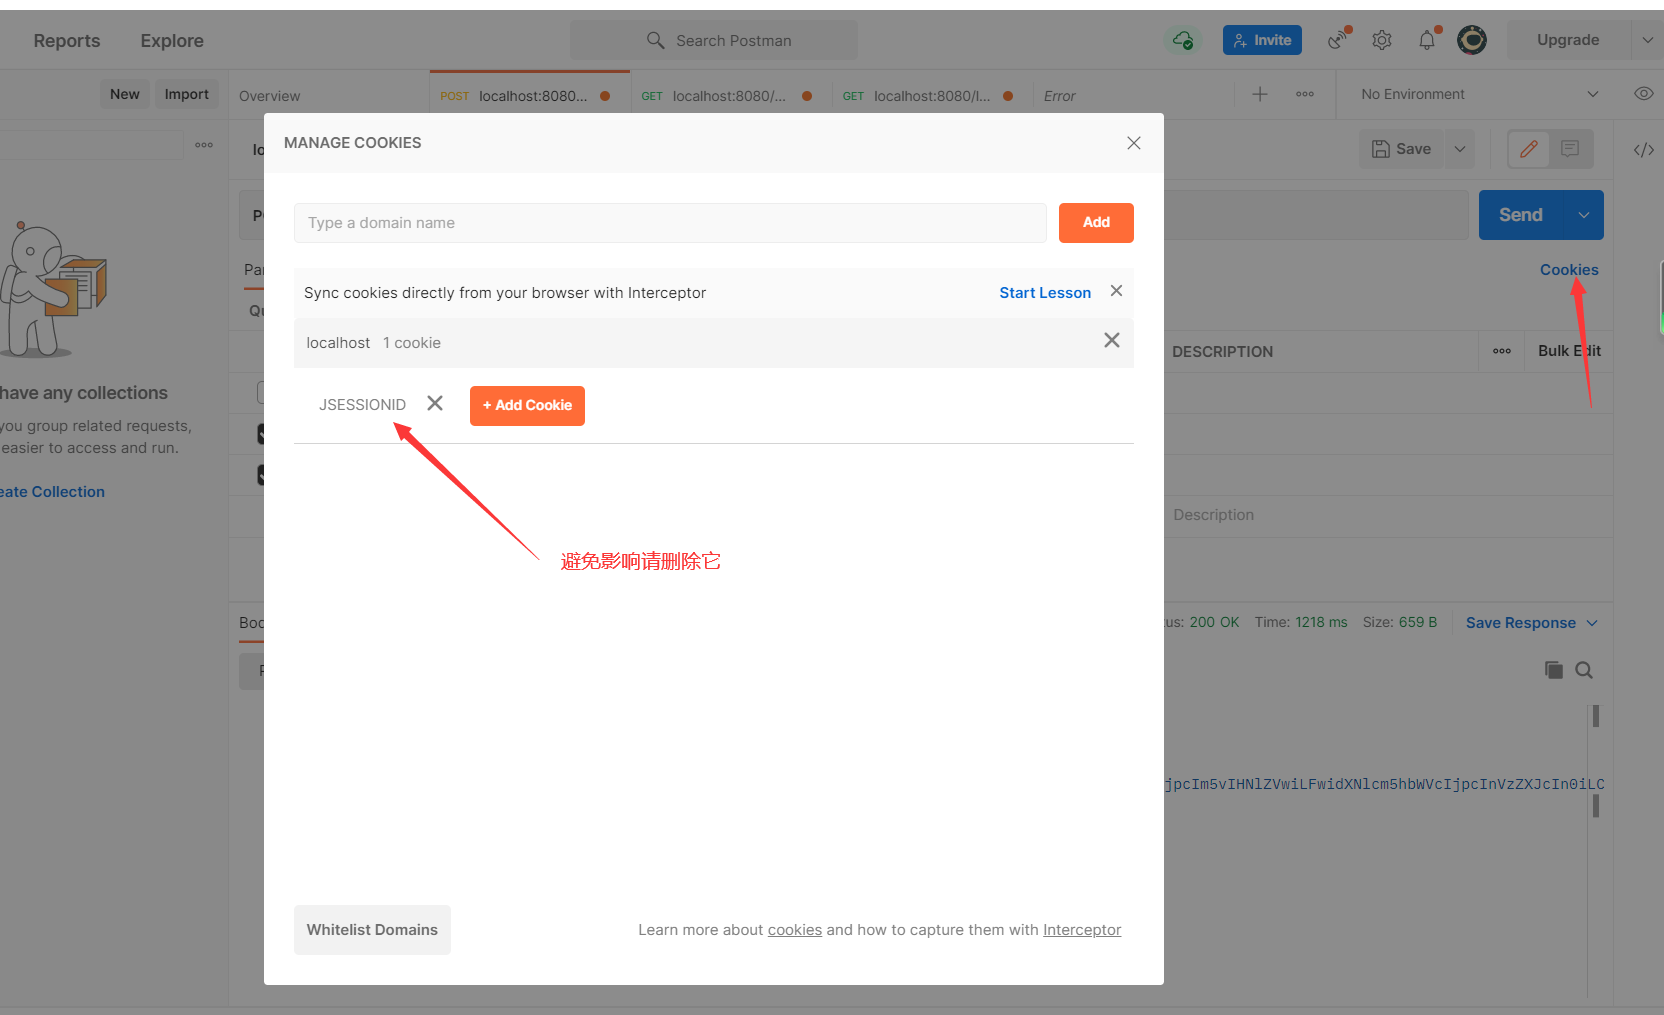 Reports Explore Search Postman Invite Upgrade
New Import Overview POST localhost:8080... GET localhost:8080/... GET localhost:8080/l... Error No Environment
MANAGE COOKIES
lo Save
Type a domain name Add
Send
Cookies
Sync cookies directly from your browser with Interceptor Start Lesson
localhost 1 cookie
DESCRIPTION Bulk Edit
have any collections
JSESSIONID + Add Cookie
you group related requests,
easier to access and run.
eate Collection
Description
避免影响请删除它
us: 200 OK Time: 1218 ms Size: 659 B Save Response
jpcIm5vIHNlZVwiLFwidXNlcm5hbWVcIjpcInVzZXJcIn0iLC
Whitelist Domains Learn more about cookies and how to capture them with Interceptor